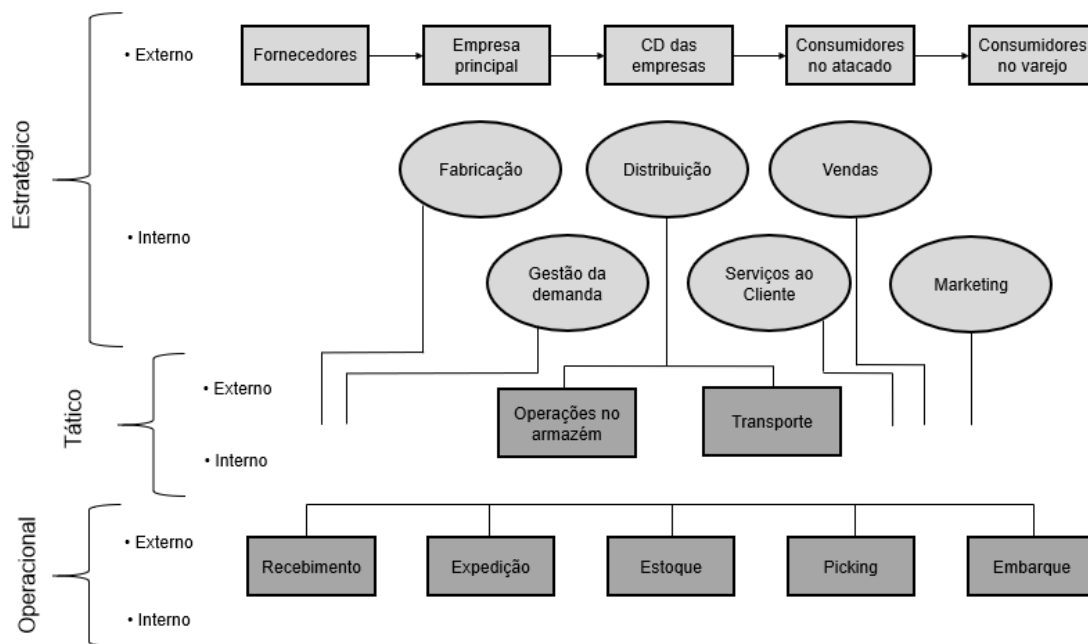 Estratégico
• Externo
Fornecedores
Empresa
principal
CD das
empresas
Consumidores
no atacado
Consumidores
no varejo
Fabricação
Distribuição
Vendas
• Interno
Gestão da
demanda
Serviços ao
Cliente
Marketing
Tático
• Externo
Operações no
armazém
Transporte
• Interno
Operacional
• Externo
Recebimento
Expedição
Estoque
Picking
Embarque
• Interno